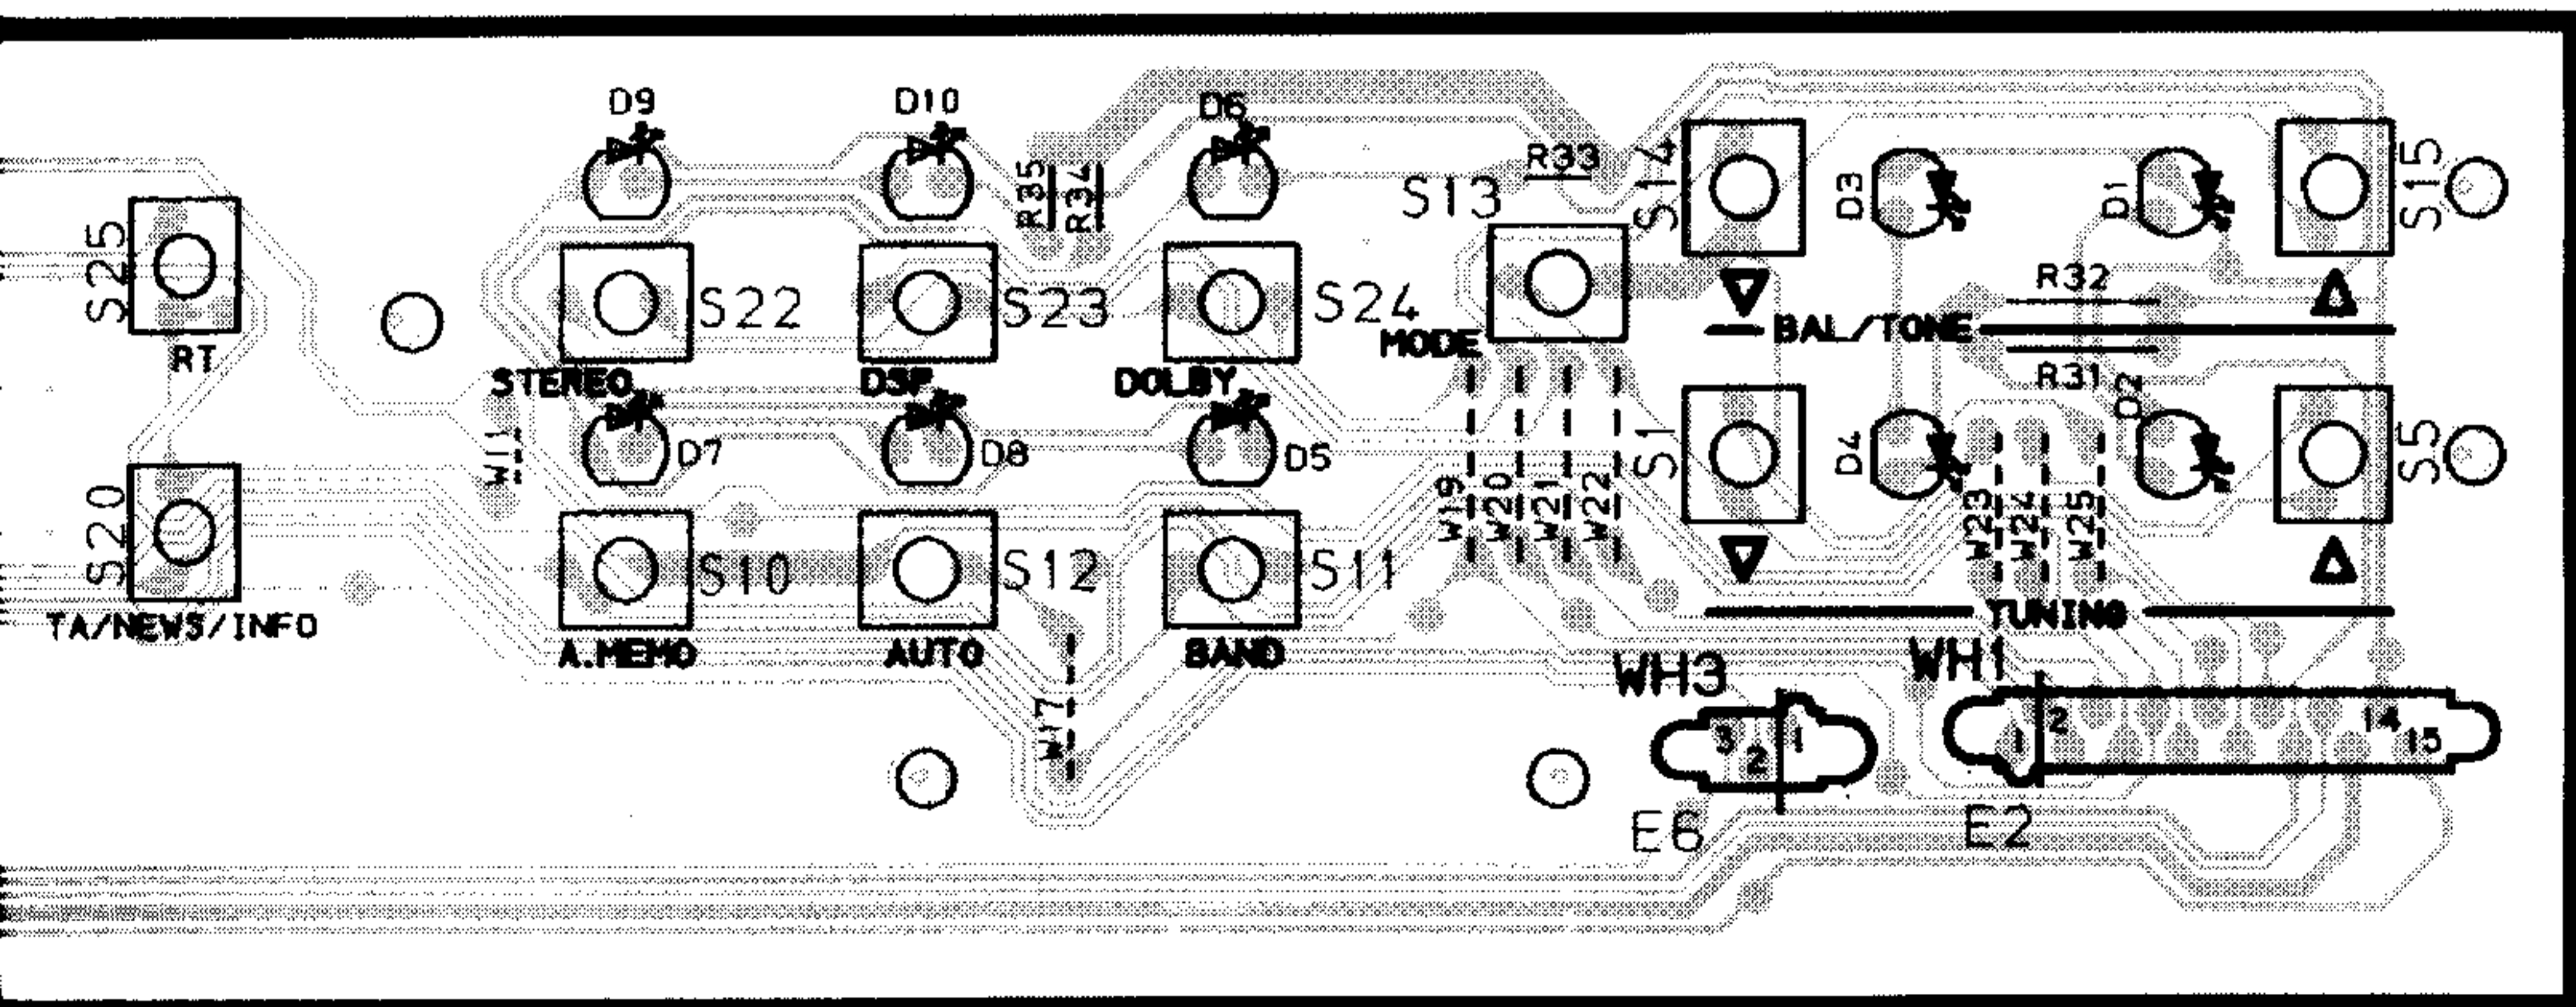 D9
D10
D6
R35
R34
R33
S13
S14
D3
D1
S15
S25
S22
S23
S24
R32
BAL/TONE
RT
MODE
STEREO
DSP
DOLBY
R31
D2
W11
D7
D8
D5
S1
D4
S5
S20
W19
W20
W21
W22
W23
W24
W25
S10
S12
S11
TA/NEWS/INFO
TUNING
A.MEMO
AUTO
BAND
WH3
WH1
W17
3
2
1
1
2
14
15
E6
E2